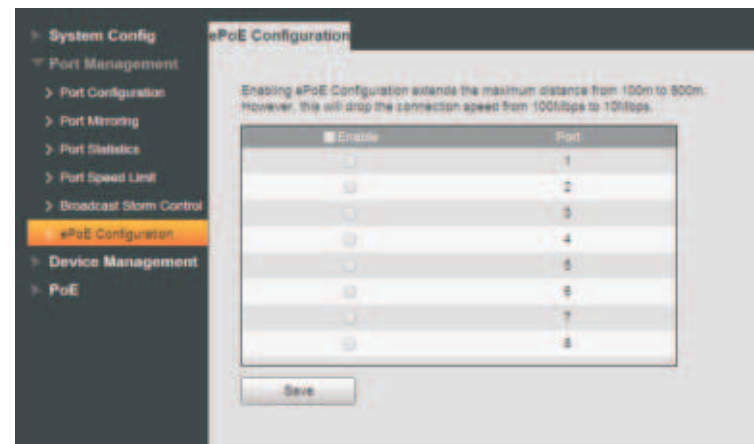 System Config
Port Management
Port Configuration
Port Mirroring
Port Statistics
Port Speed Limit
Broadcast Storm Control
ePoE Configuration
Device Management
PoE
ePoE Configuration
Enabling ePoE Configuration extends the maximum distance from 100m to 800m.
However, this will drop the connection speed from 100Mbps to 10Mbps.
Enable Port
1
2
3
4
5
6
7
8
Save